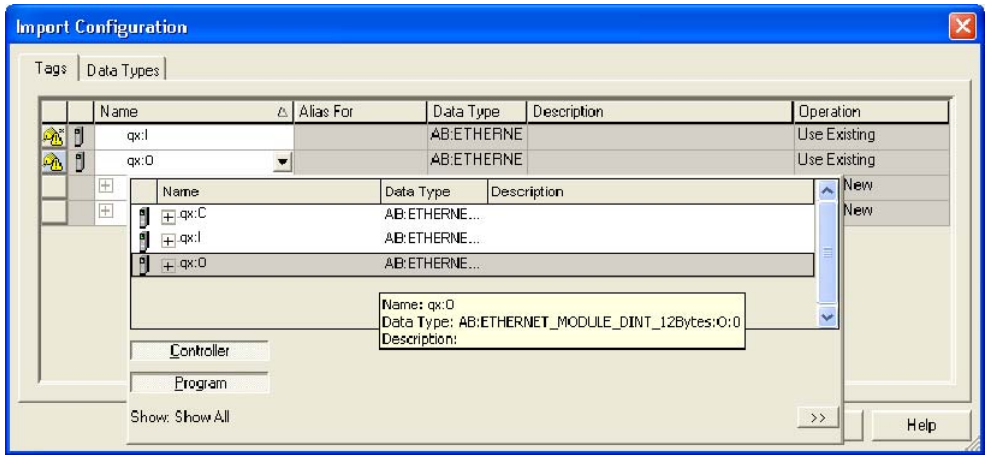 Import Configuration
Tags Data Types
Name Alias For Data Type Description Operation
qx:I AB:ETHERNE Use Existing
qx:O AB:ETHERNE Use Existing
New
New
Name Data Type Description
qx:C AB:ETHERNE...
qx:I AB:ETHERNE...
qx:O AB:ETHERNE...
Name: qx:O
Data Type: AB:ETHERNET_MODULE_DINT_12Bytes:O:0
Description:
Controller
Program
Show: Show All >>
Help